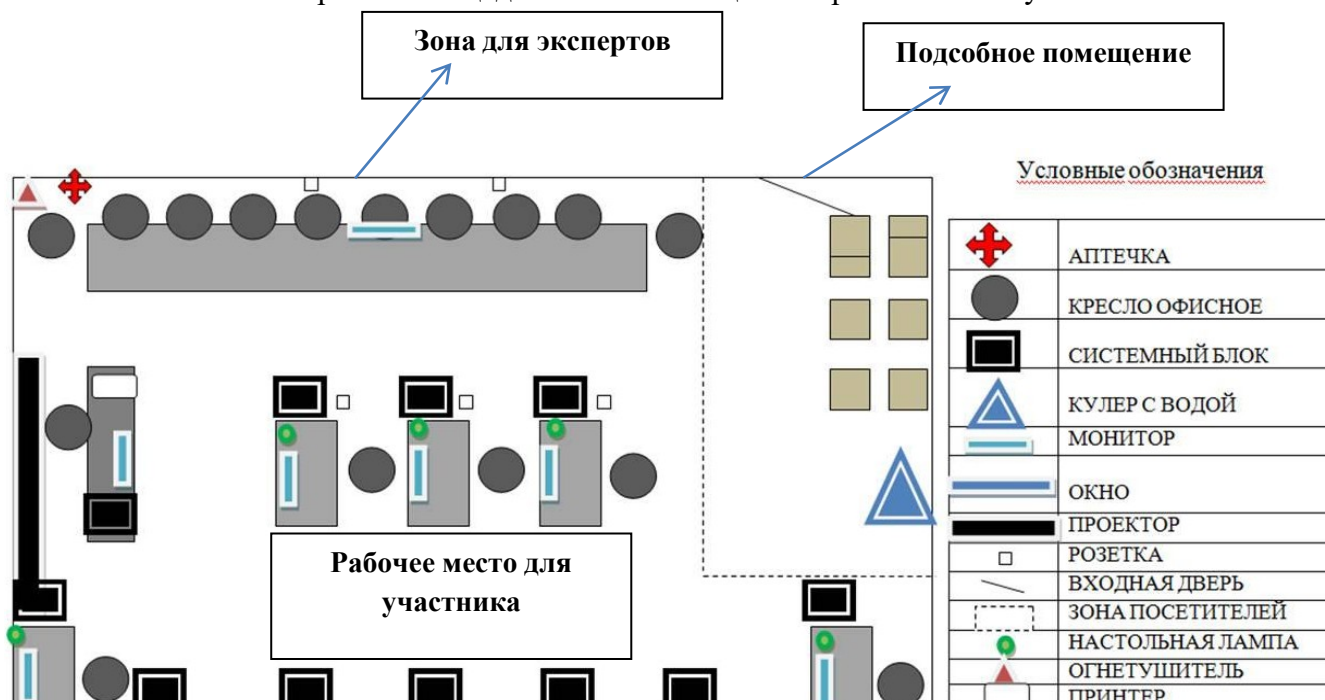 Зона для экспертов
Подсобное помещение
Условные обозначения
АПТЕЧКА
КРЕСЛО ОФИСНОЕ
СИСТЕМНЫЙ БЛОК
КУЛЕР С ВОДОЙ
МОНИТОР
ОКНО
ПРОЕКТОР
РОЗЕТКА
ВХОДНАЯ ДВЕРЬ
ЗОНА ПОСЕТИТЕЛЕЙ
НАСТОЛЬНАЯ ЛАМПА
ОГНЕТУШИТЕЛЬ
ПРИНТЕР
Рабочее место для
участника